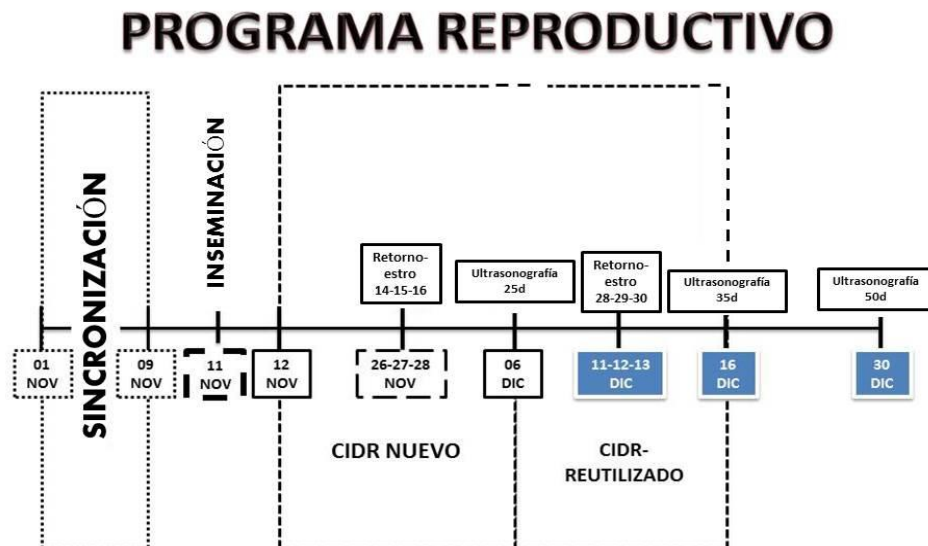 PROGRAMA REPRODUCTIVO
SINCRONIZACIÓN
INSEMINACIÓN
Retorno-
estro
14-15-16
Ultrasonografía
25d
Retorno-
estro
28-29-30
Ultrasonografía
35d
Ultrasonografía
50d
01
NOV
09
NOV
11
NOV
12
NOV
26-27-28
NOV
06
DIC
11-12-13
DIC
16
DIC
30
DIC
CIDR NUEVO
CIDR-
REUTILIZADO